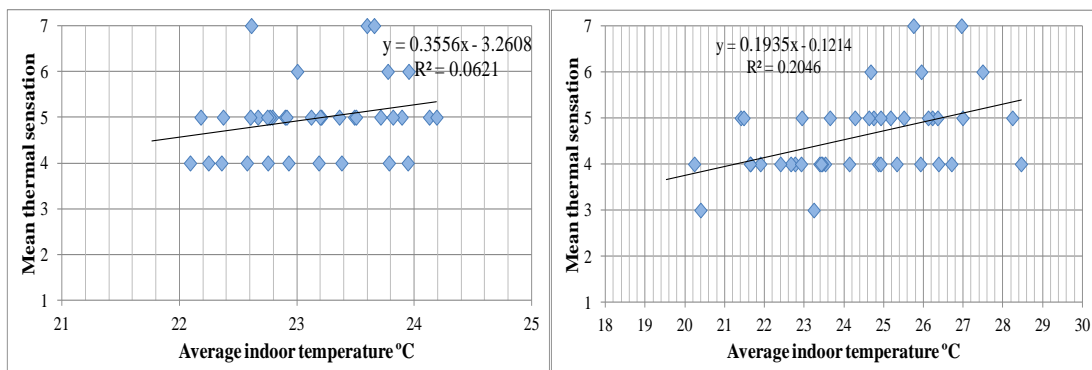 7
6
5
4
3
2
1
Mean thermal sensation
y = 0.3556x - 3.2608
R² = 0.0621
21 22 23 24 25
Average indoor temperature ºC
7
6
5
4
3
2
1
Mean thermal sensation
y = 0.1935x - 0.1214
R² = 0.2046
18 19 20 21 22 23 24 25 26 27 28 29 30
Average indoor temperature ºC